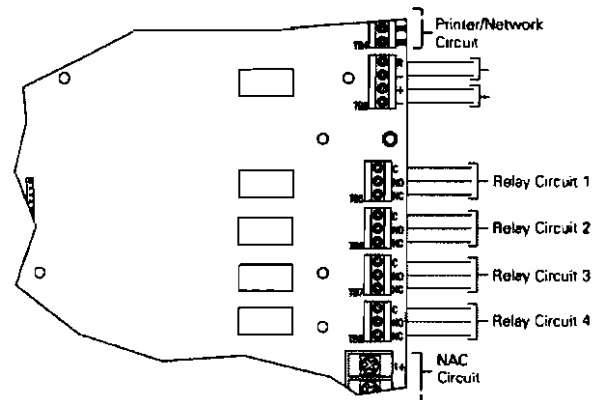 Printer/Network
Circuit
+
-
C
NO
NC
Relay Circuit 1
C
NO
NC
Relay Circuit 2
C
NO
NC
Relay Circuit 3
C
NO
NC
Relay Circuit 4
1+
NAC
Circuit